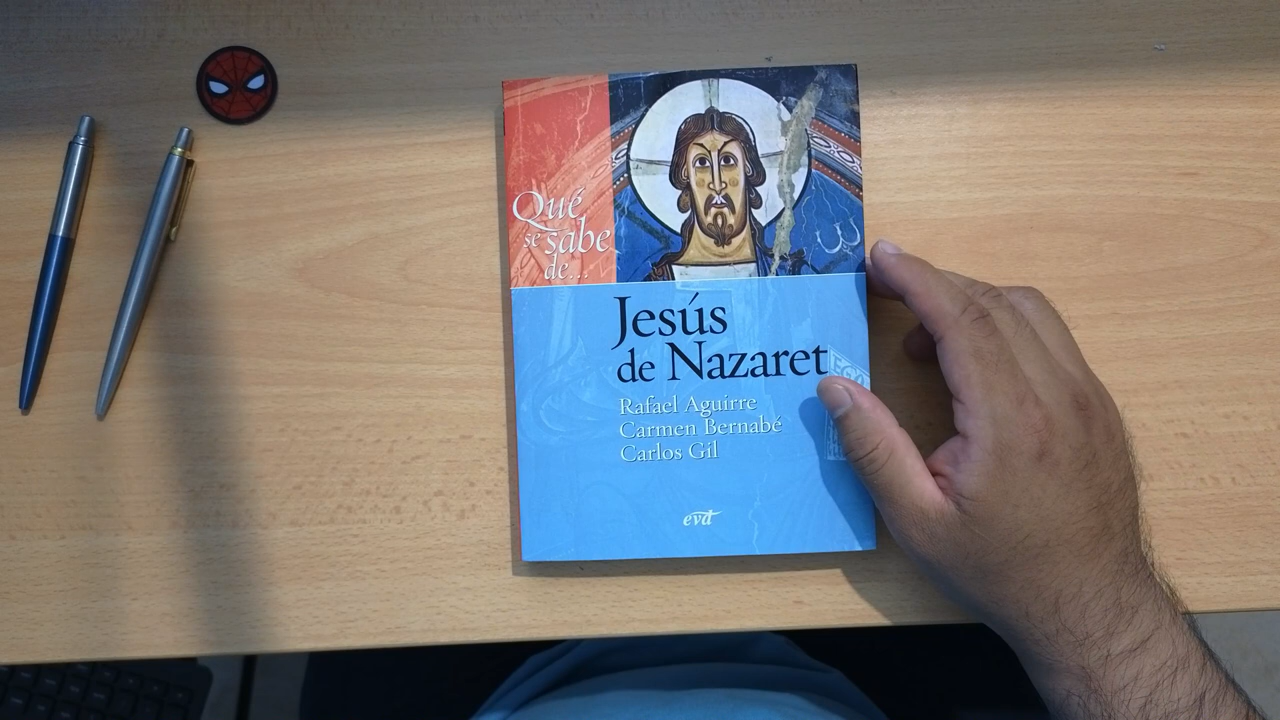 Qué
se sabe
de...
Jesús
de Nazaret
Rafael Aguirre
Carmen Bernabé
Carlos Gil
evd